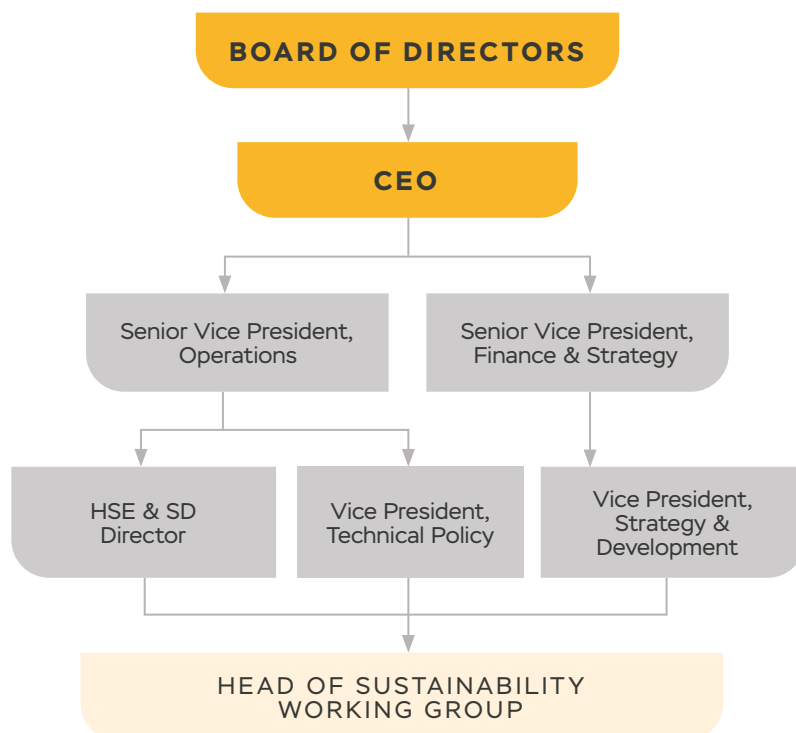 BOARD OF DIRECTORS
CEO
Senior Vice President,
Operations
Senior Vice President,
Finance & Strategy
HSE & SD
Director
Vice President,
Technical Policy
Vice President,
Strategy &
Development
HEAD OF SUSTAINABILITY
WORKING GROUP